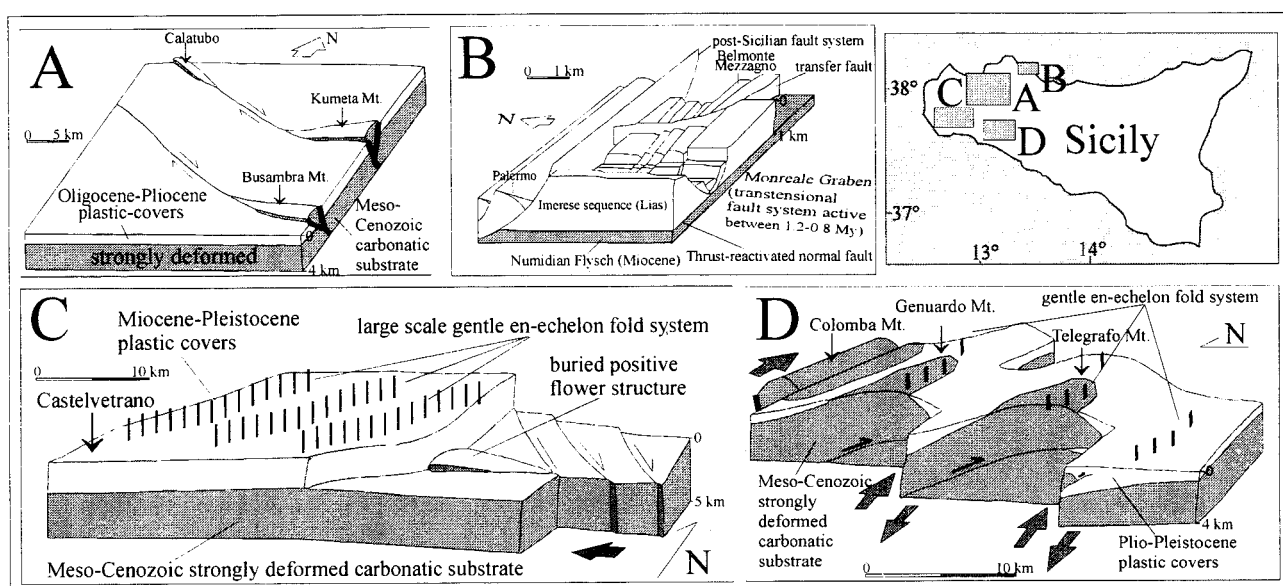 A
Calatubo
N
Kumeta Mt.
0 5 km
Busambra Mt.
Oligocene-Pliocene
plastic-covers
Meso-
Cenozoic
carbonatic
substrate
strongly deformed
0
4 km
B
0 1 km
N
post-Sicilian fault system
Belmonte
Mezzagno
transfer fault
0
1 km
Palermo
Imerese sequence (Lias)
Monreale Graben
(transtensional
fault system active
between 1.2-0.8 My)
Numidian Flysch (Miocene)
Thrust-reactivated normal fault
38°
37°
13°
14°
A
B
C
D
Sicily
C
Miocene-Pleistocene
plastic covers
large scale gentle en-echelon fold system
0 10 km
buried positive
flower structure
Castelvetrano
0
5 km
N
Meso-Cenozoic strongly deformed carbonatic substrate
D
Colomba Mt.
Genuardo Mt.
gentle en-echelon fold system
Telegrafo Mt.
N
Meso-Cenozoic
strongly
deformed
carbonatic
substrate
0
4 km
Plio-Pleistocene
plastic covers
0 10 km